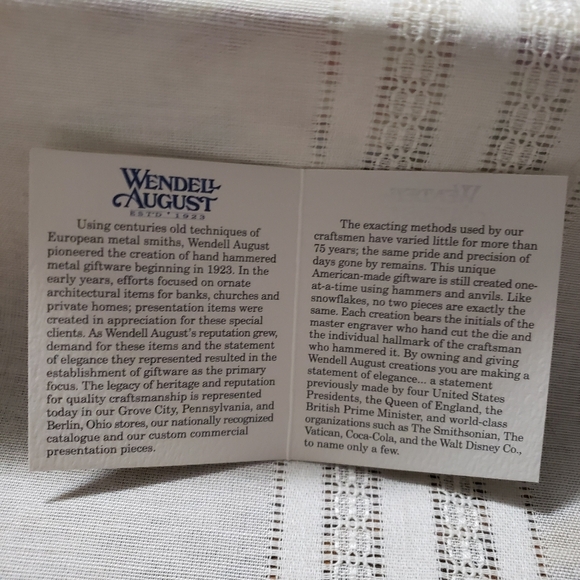 WENDELL
AUGUST
ESTD • 1923
Using centuries old techniques of
European metal smiths, Wendell August
pioneered the creation of hand hammered
metal giftware beginning in 1923. In the
early years, efforts focused on ornate
architectural items for banks, churches and
private homes; presentation items were
created in appreciation for these special
clients. As Wendell August's reputation grew,
demand for these items and the statement
of elegance they represented resulted in the
establishment of giftware as the primary
focus. The legacy of heritage and reputation
for quality craftsmanship is represented
today in our Grove City, Pennsylvania, and
Berlin, Ohio stores, our nationally recognized
catalogue and our custom commercial
presentation pieces.
The exacting methods used by our
craftsmen have varied little for more than
75 years; the same pride and precision of
days gone by remains. This unique
American-made giftware is still created one-
at-a-time using hammers and anvils. Like
snowflakes, no two pieces are exactly the
same. Each creation bears the initials of the
master engraver who hand cut the die and
the individual hallmark of the craftsman
who hammered it. By owning and giving
Wendell August creations you are making a
statement of elegance... a statement
previously made by four United States
Presidents, the Queen of England, the
British Prime Minister, and world-class
organizations such as The Smithsonian, The
Vatican, Coca-Cola, and the Walt Disney Co.,
to name only a few.